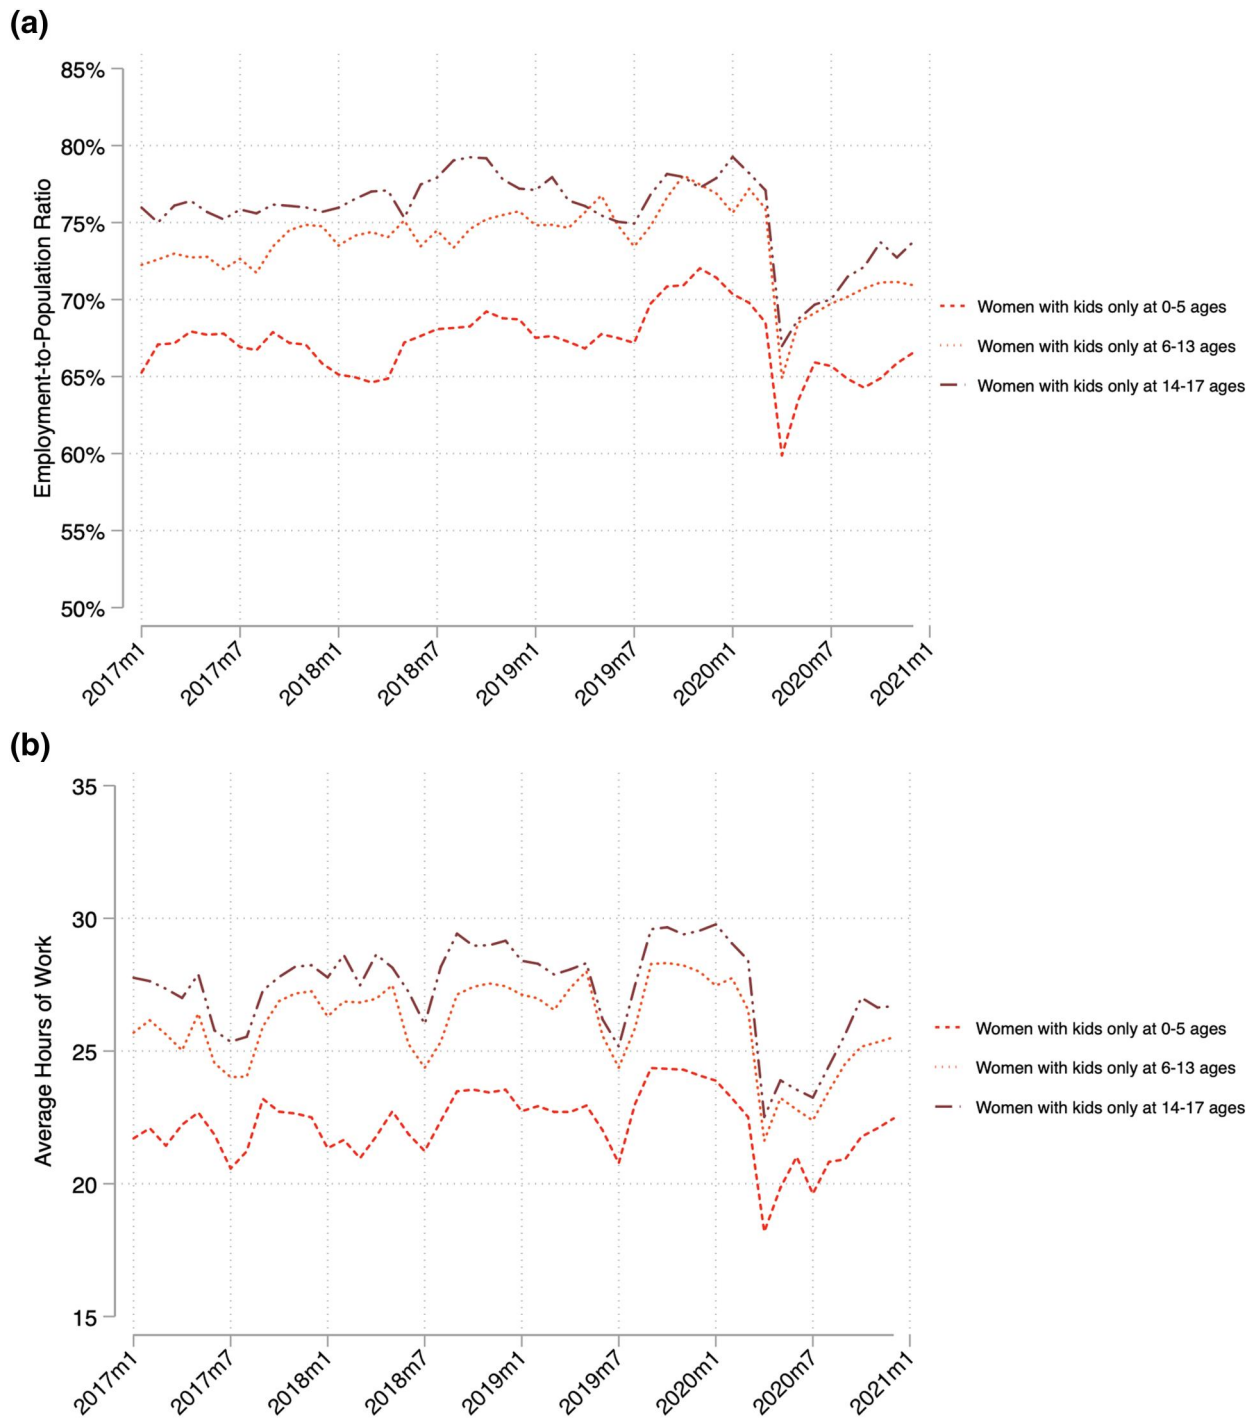 (a)
85%
80%
75%
70%
65%
60%
55%
50%
Employment-to-Population Ratio
2017m1
2017m7
2018m1
2018m7
2019m1
2019m7
2020m1
2020m7
2021m1
Women with kids only at 0-5 ages
Women with kids only at 6-13 ages
Women with kids only at 14-17 ages
(b)
35
30
25
20
15
Average Hours of Work
2017m1
2017m7
2018m1
2018m7
2019m1
2019m7
2020m1
2020m7
2021m1
Women with kids only at 0-5 ages
Women with kids only at 6-13 ages
Women with kids only at 14-17 ages